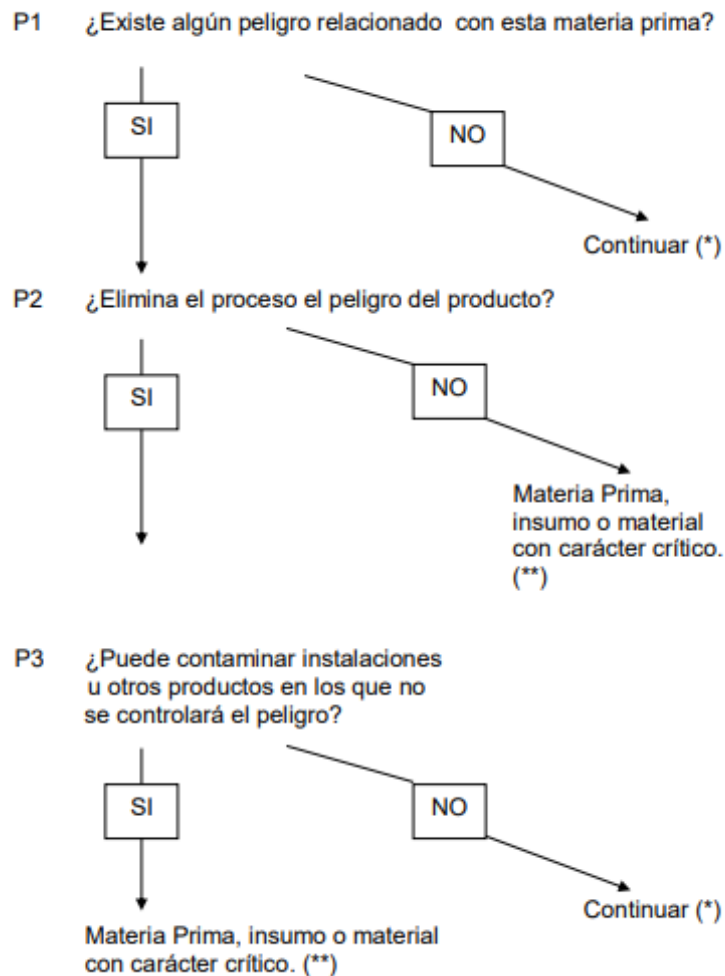 P1 ¿Existe algún peligro relacionado con esta materia prima?
SI
NO
Continuar (*)
P2 ¿Elimina el proceso el peligro del producto?
SI
NO
Materia Prima,
insumo o material
con carácter crítico.
(**)
P3 ¿Puede contaminar instalaciones
u otros productos en los que no
se controlará el peligro?
SI
NO
Continuar (*)
Materia Prima, insumo o material
con carácter crítico. (**)